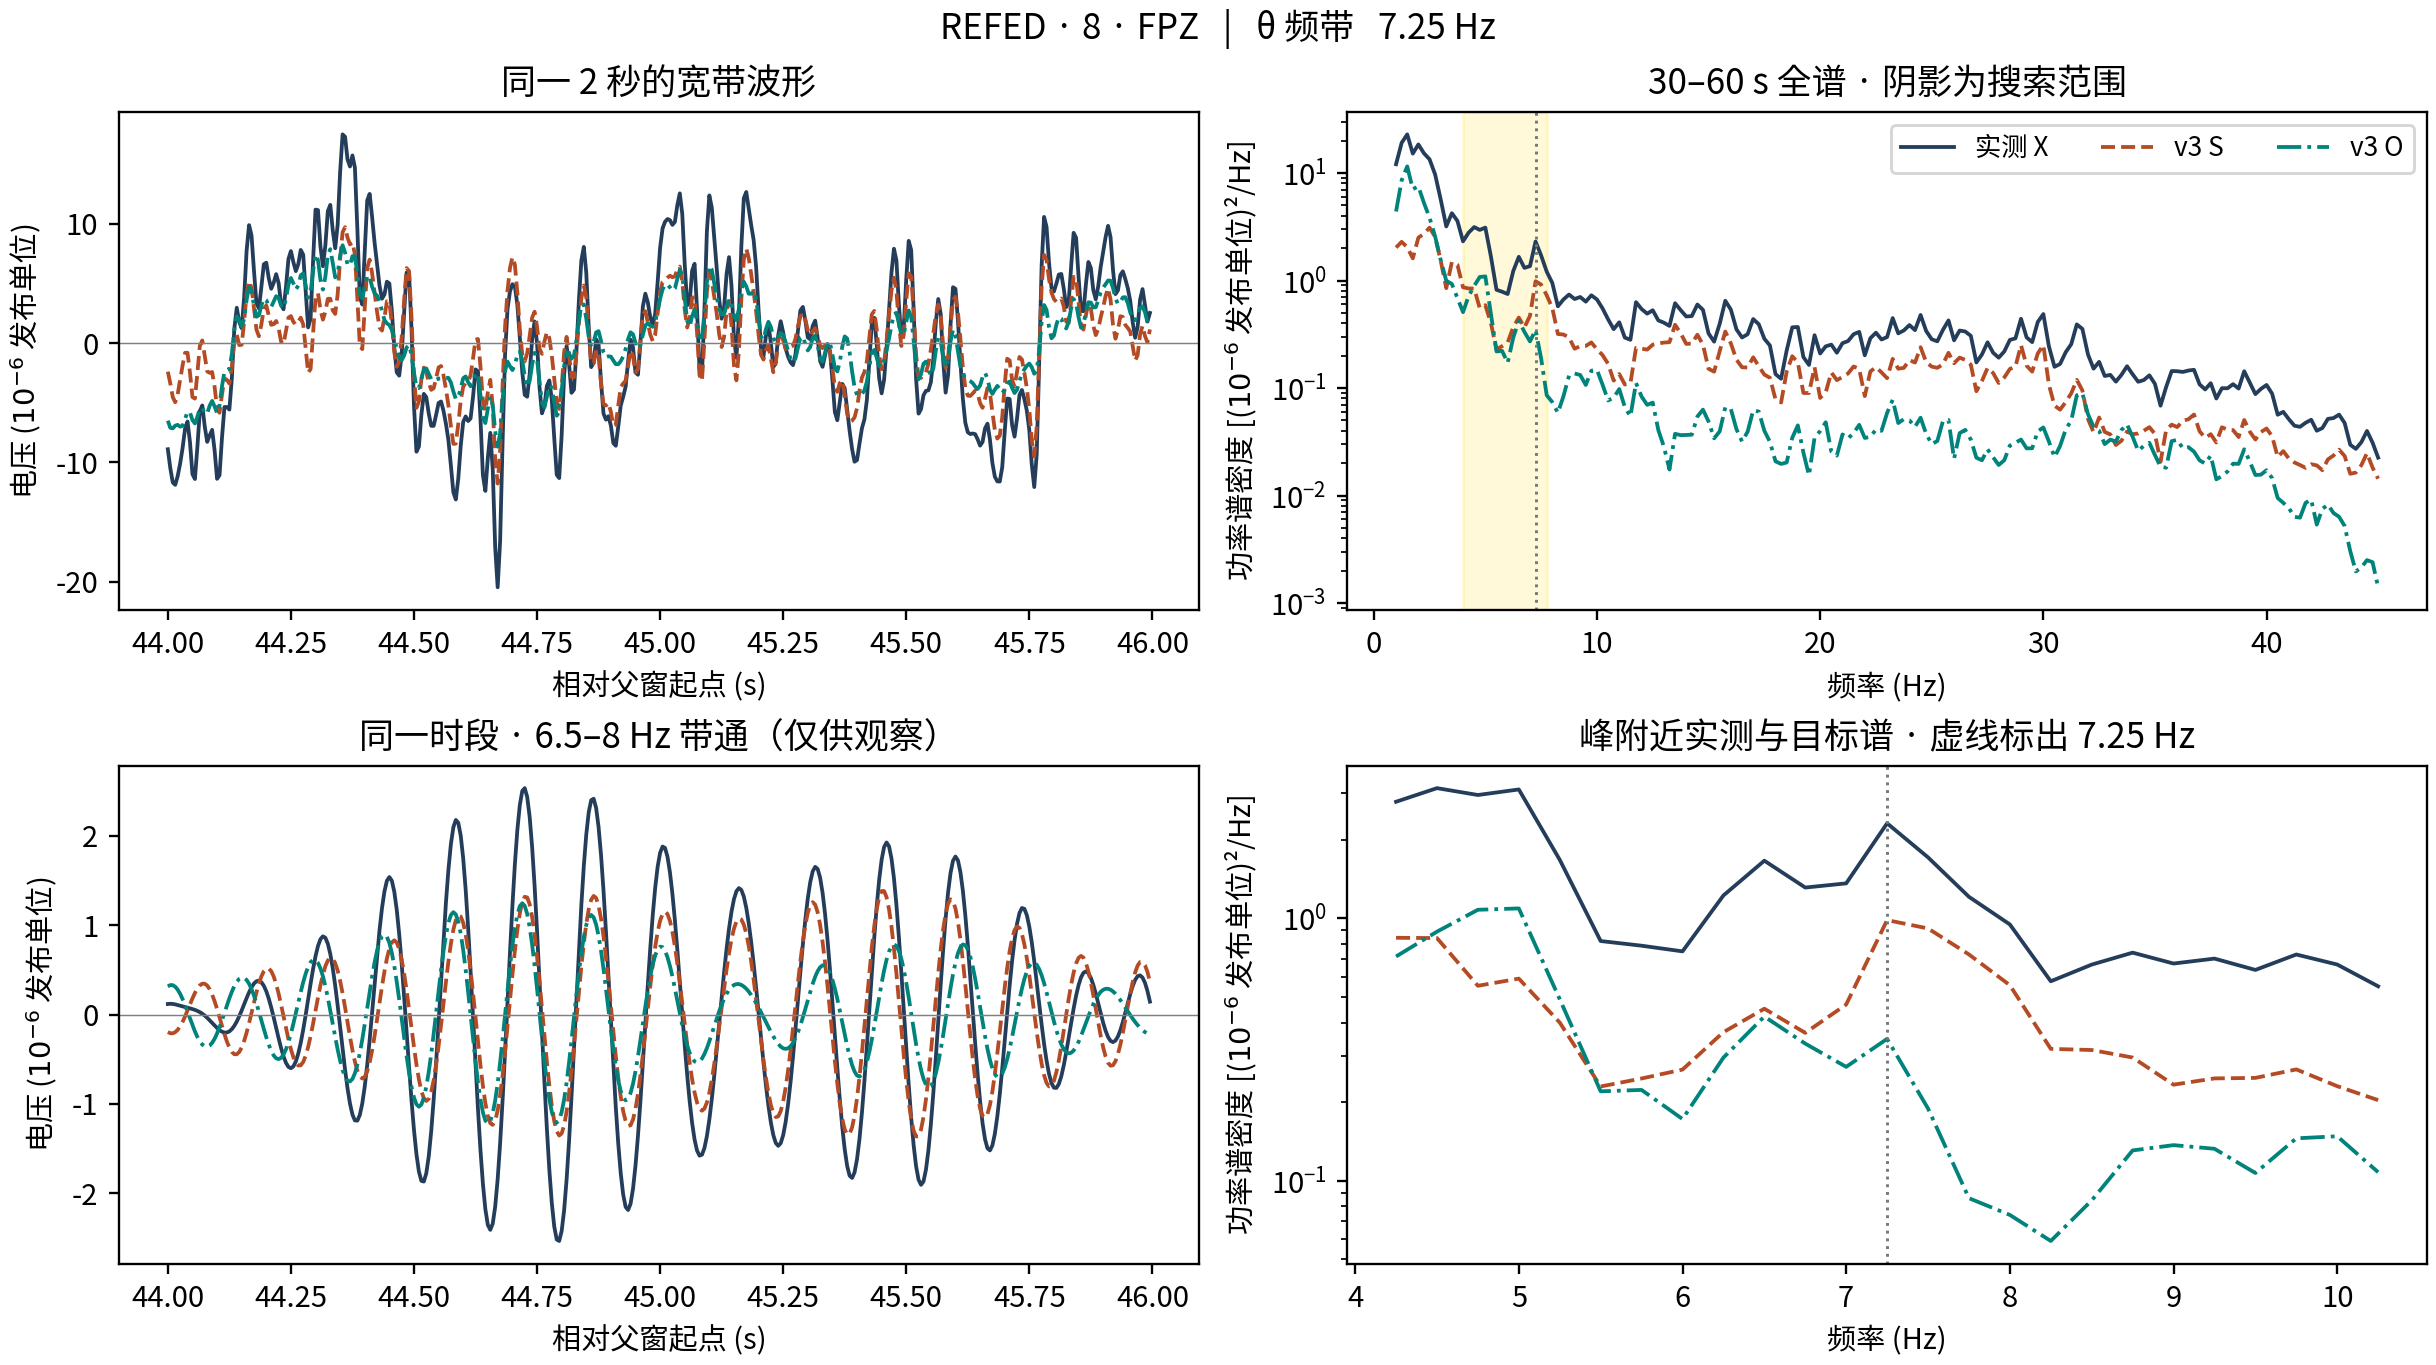 REFED · 8 · FPZ | θ 频带 7.25 Hz
同一 2 秒的宽带波形
电压 (10⁻⁶ 发布单位)
10
0
-10
-20
44.00 44.25 44.50 44.75 45.00 45.25 45.50 45.75 46.00
相对父窗起点 (s)
30–60 s 全谱 · 阴影为搜索范围
实测 X v3 S v3 O
功率谱密度 [(10⁻⁶ 发布单位)²/Hz]
10¹
10⁰
10⁻¹
10⁻²
10⁻³
0 10 20 30 40
频率 (Hz)
同一时段 · 6.5–8 Hz 带通（仅供观察）
电压 (10⁻⁶ 发布单位)
2
1
0
-1
-2
44.00 44.25 44.50 44.75 45.00 45.25 45.50 45.75 46.00
相对父窗起点 (s)
峰附近实测与目标谱 · 虚线标出 7.25 Hz
功率谱密度 [(10⁻⁶ 发布单位)²/Hz]
10⁰
10⁻¹
4 5 6 7 8 9 10
频率 (Hz)